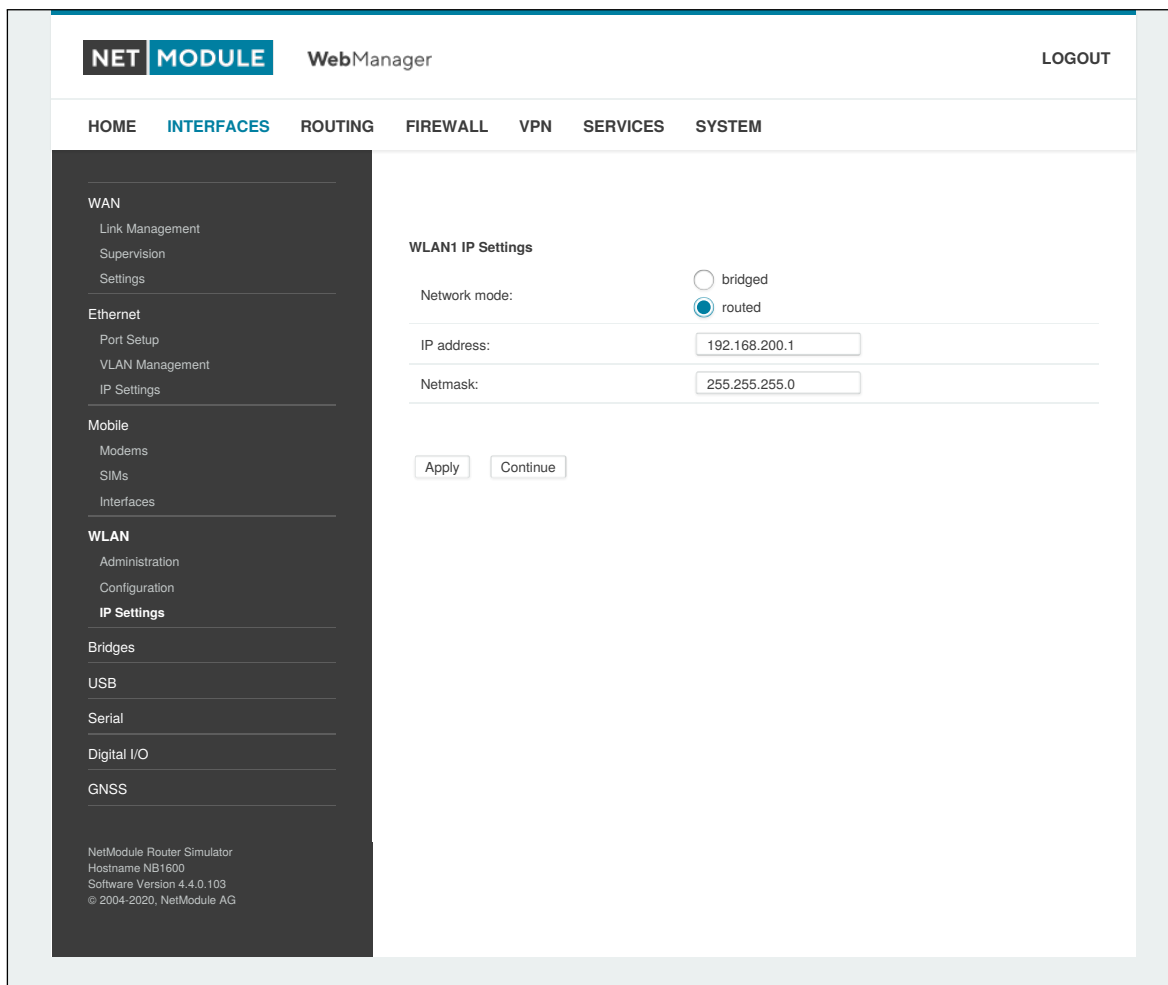 NET MODULE WebManager LOGOUT
HOME INTERFACES ROUTING FIREWALL VPN SERVICES SYSTEM
WAN
Link Management
Supervision
Settings
Ethernet
Port Setup
VLAN Management
IP Settings
Mobile
Modems
SIMs
Interfaces
WLAN
Administration
Configuration
IP Settings
Bridges
USB
Serial
Digital I/O
GNSS
NetModule Router Simulator
Hostname NB1600
Software Version 4.4.0.103
© 2004-2020, NetModule AG
WLAN1 IP Settings
Network mode:
bridged
routed
IP address: 192.168.200.1
Netmask: 255.255.255.0
Apply Continue